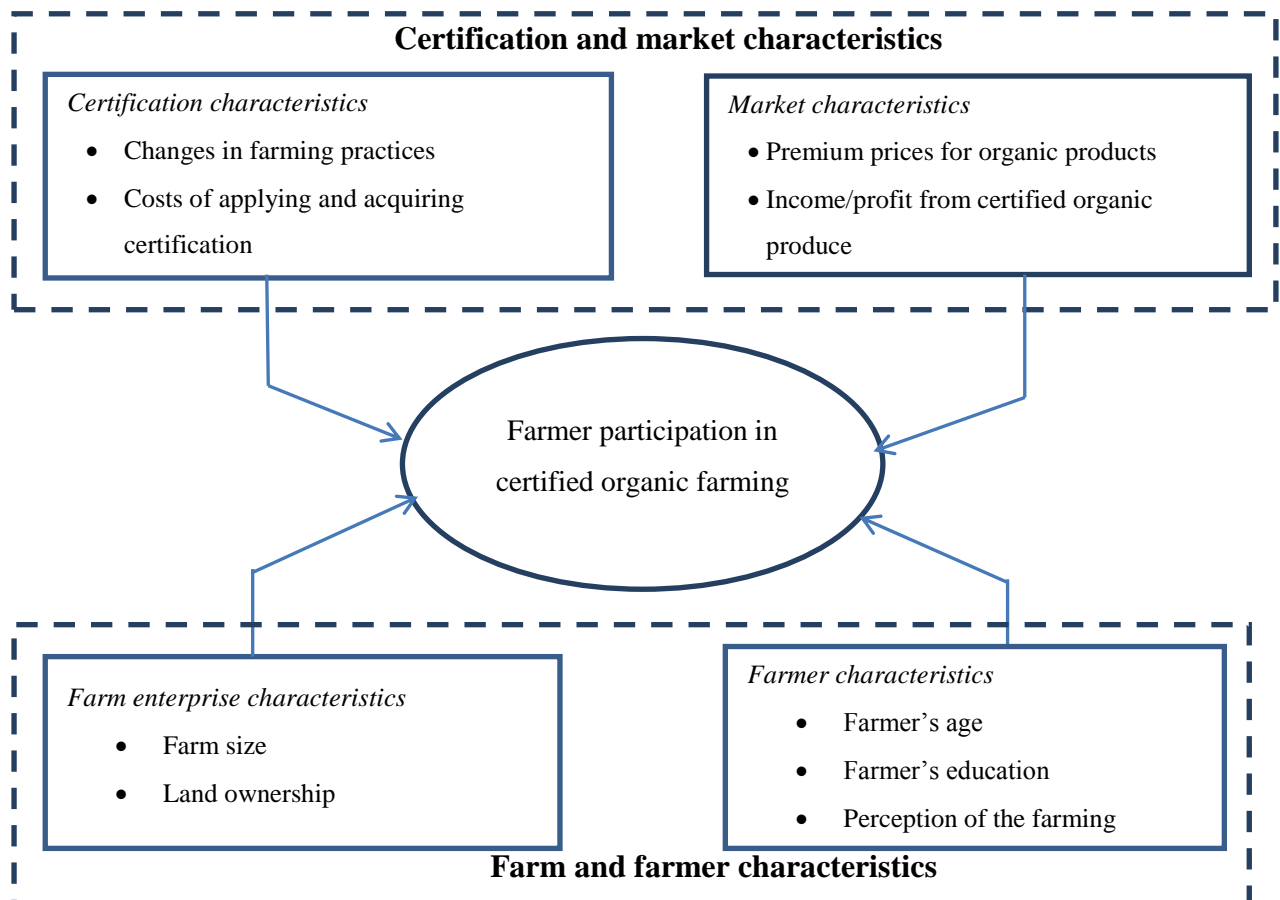 Certification and market characteristics
Certification characteristics
• Changes in farming practices
• Costs of applying and acquiring
certification
Market characteristics
• Premium prices for organic products
• Income/profit from certified organic
produce
Farmer participation in
certified organic farming
Farm enterprise characteristics
• Farm size
• Land ownership
Farmer characteristics
• Farmer’s age
• Farmer’s education
• Perception of the farming
Farm and farmer characteristics